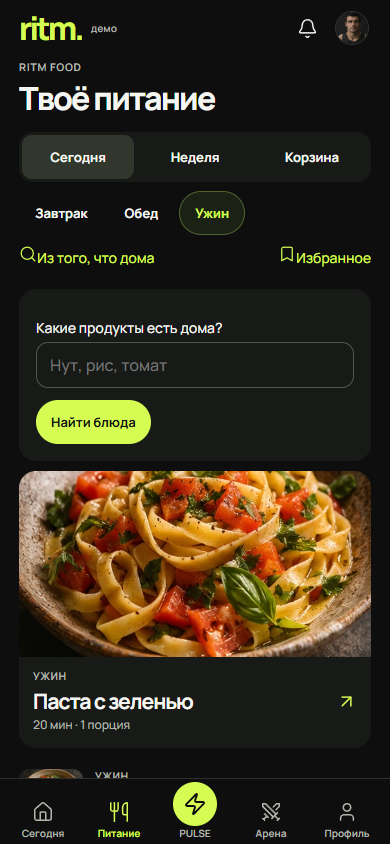 ritm. демо
RITM FOOD
Твоё питание
Сегодня Неделя Корзина
Завтрак Обед Ужин
Из того, что дома Избранное
Какие продукты есть дома?
Нут, рис, томат
Найти блюда
УЖИН
Паста с зеленью
20 мин · 1 порция
УЖИН
Сегодня Питание PULSE Арена Профиль